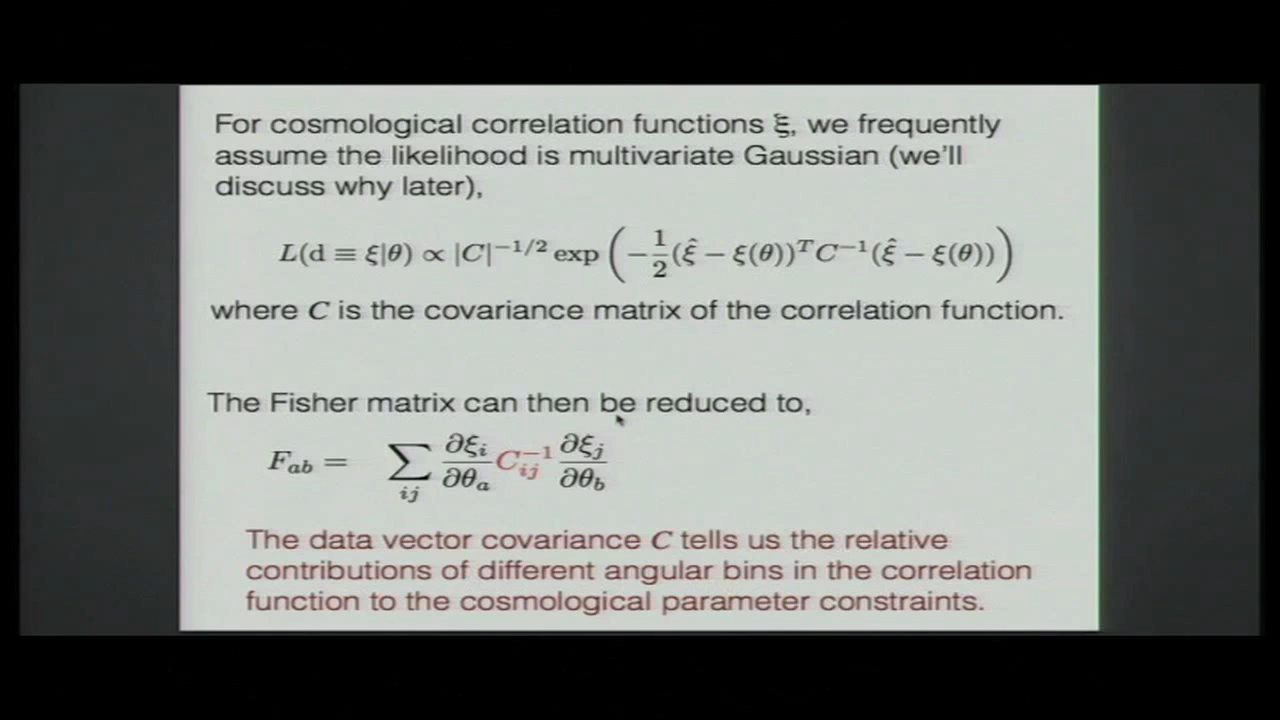 For cosmological correlation functions ξ, we frequently
assume the likelihood is multivariate Gaussian (we'll
discuss why later),
L(d ≡ ξ|θ) ∝ |C|^{-1/2} exp(-1/2(ξ̂ − ξ(θ))^T C^{-1}(ξ̂ − ξ(θ)))
where C is the covariance matrix of the correlation function.
The Fisher matrix can then be reduced to,
F_{ab} = ∑_{ij} ∂ξ_i/∂θ_a C_{ij}^{-1} ∂ξ_j/∂θ_b
The data vector covariance C tells us the relative
contributions of different angular bins in the correlation
function to the cosmological parameter constraints.